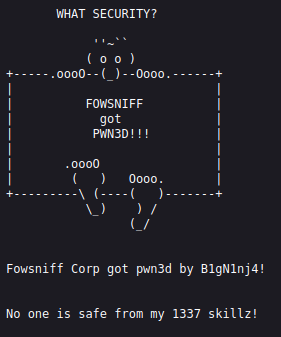 WHAT SECURITY?
''~``
( o o )
+-----.oooO--(_)--Oooo.------+
|                            |
|          FOWSNIFF          |
|            got             |
|           PWN3D!!!         |
|                            |
|       .oooO                |
|        (   )   Oooo.       |
+---------\ (----(   )-------+
\_)    ) /
(_/
Fowsniff Corp got pwn3d by B1gN1nj4!
No one is safe from my 1337 skillz!